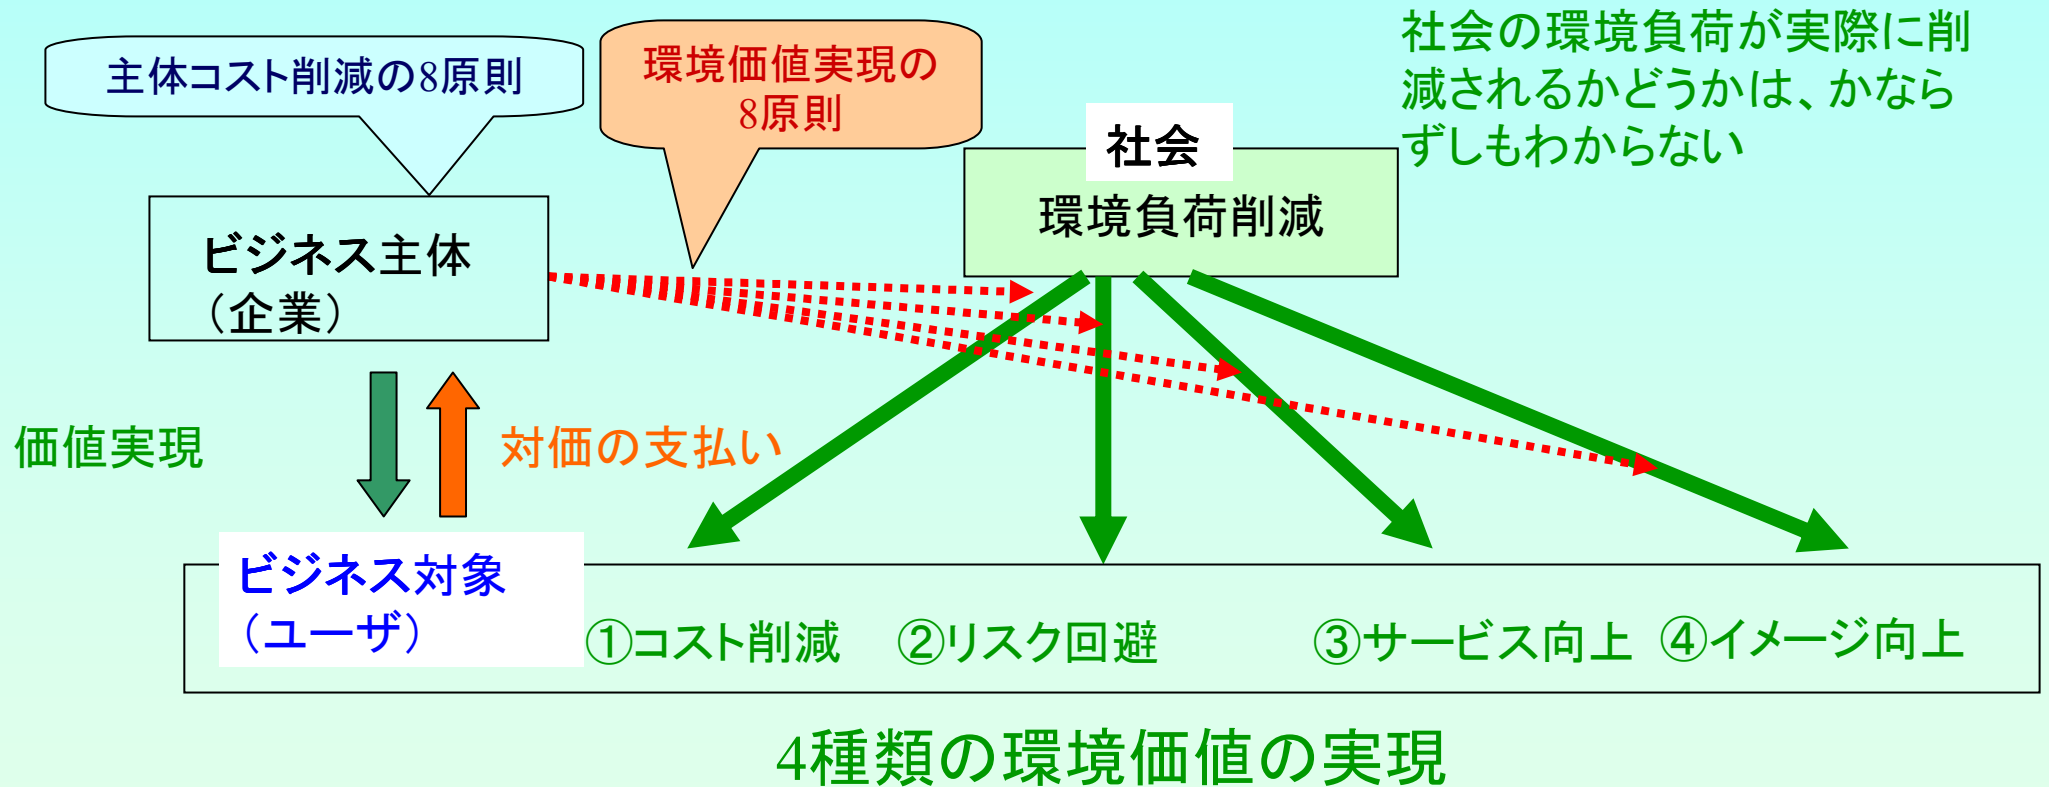 主体コスト削減の8原則
環境価値実現の
8原則
社会の環境負荷が実際に削
減されるかどうかは、かなら
ずしもわからない
社会
環境負荷削減
ビジネス主体
（企業）
価値実現
対価の支払い
ビジネス対象
（ユーザ）
①コスト削減 ②リスク回避 ③サービス向上 ④イメージ向上
4種類の環境価値の実現